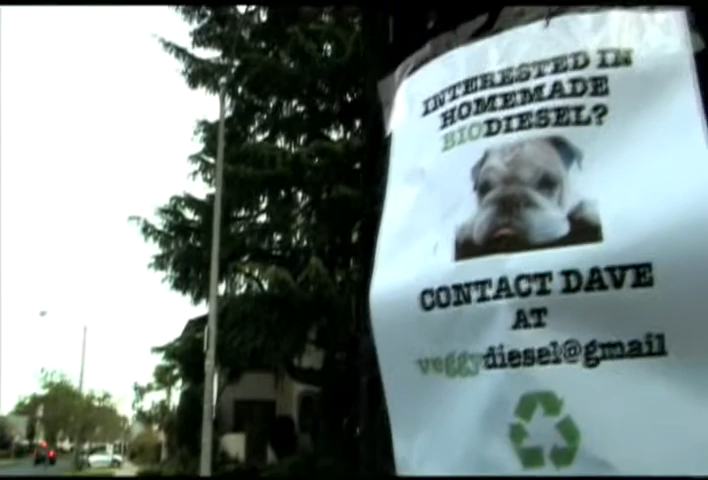 INTERESTED IN
HOMEMADE
BIODIESEL?
CONTACT DAVE
AT
veggydiesel@gmail